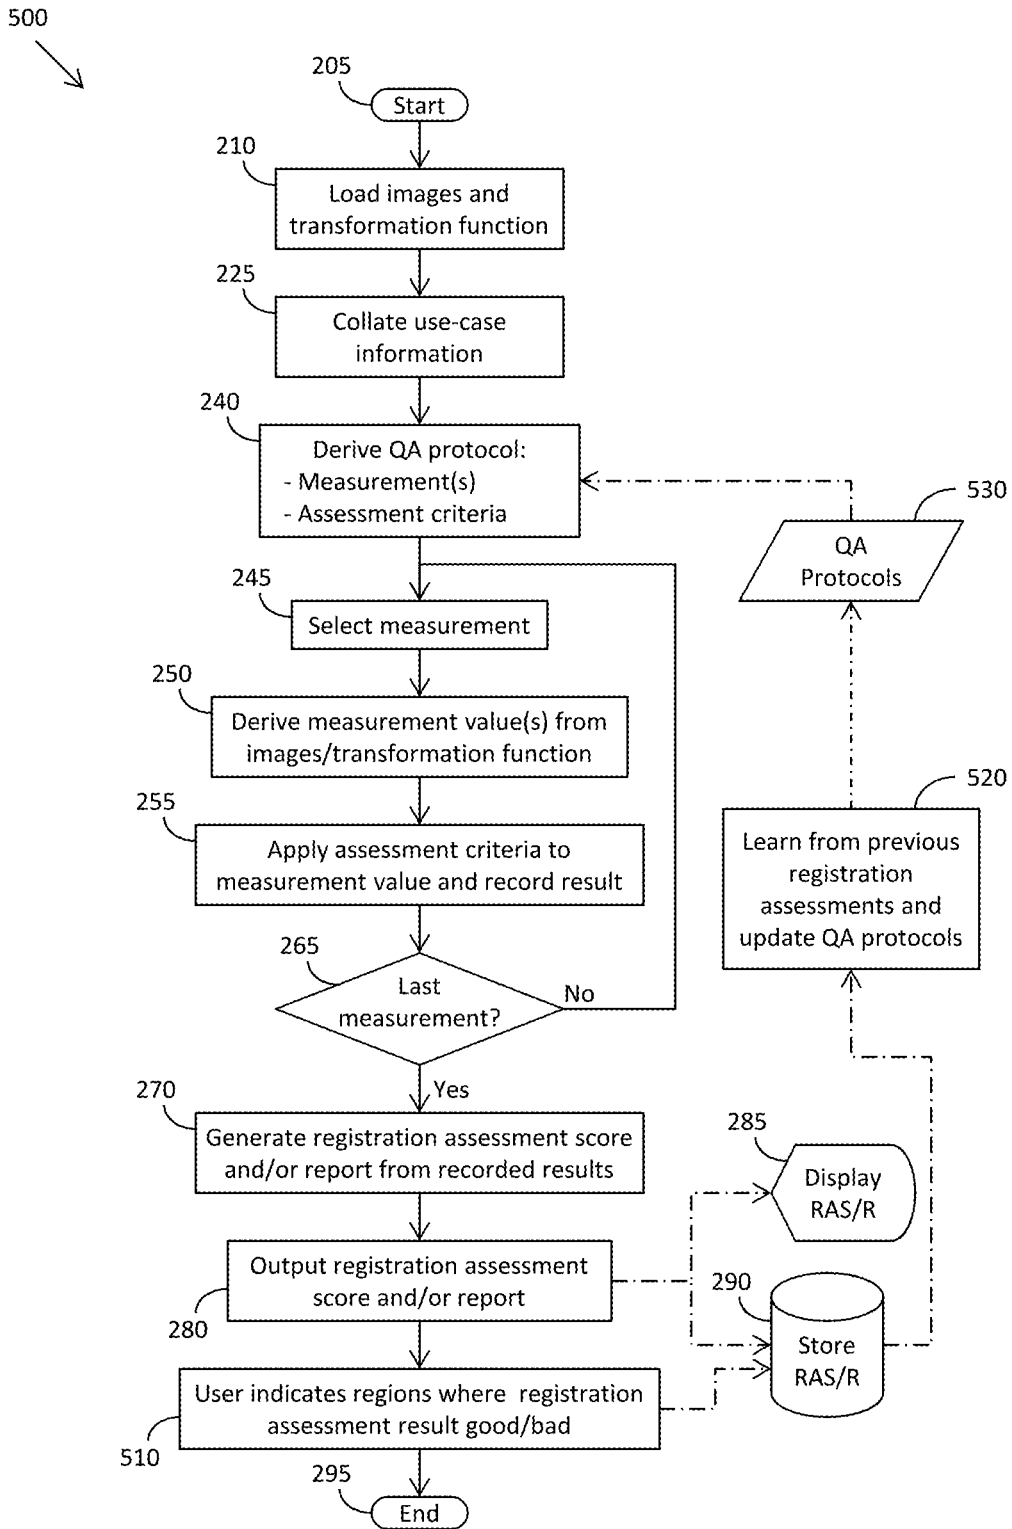 500
205
Start
210
Load images and
transformation function
225
Collate use-case
information
240
Derive QA protocol:
- Measurement(s)
- Assessment criteria
530
QA
Protocols
245
Select measurement
250
Derive measurement value(s) from
images/transformation function
520
Learn from previous
registration
assessments and
update QA protocols
255
Apply assessment criteria to
measurement value and record result
265
Last
measurement?
No
Yes
270
Generate registration assessment score
and/or report from recorded results
285
Display
RAS/R
Output registration assessment
score and/or report
280
290
Store
RAS/R
User indicates regions where registration
assessment result good/bad
510
295
End